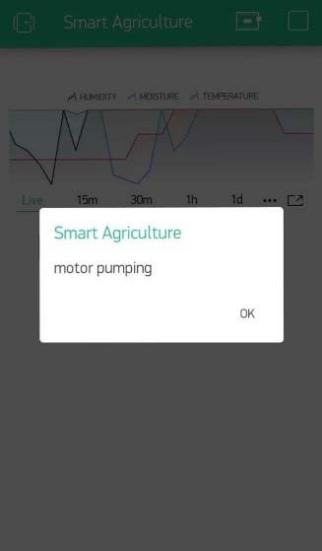 Smart Agriculture
HUMIDITY MOISTURE TEMPERATURE
Live 15m 30m 1h 1d
Smart Agriculture
motor pumping
OK